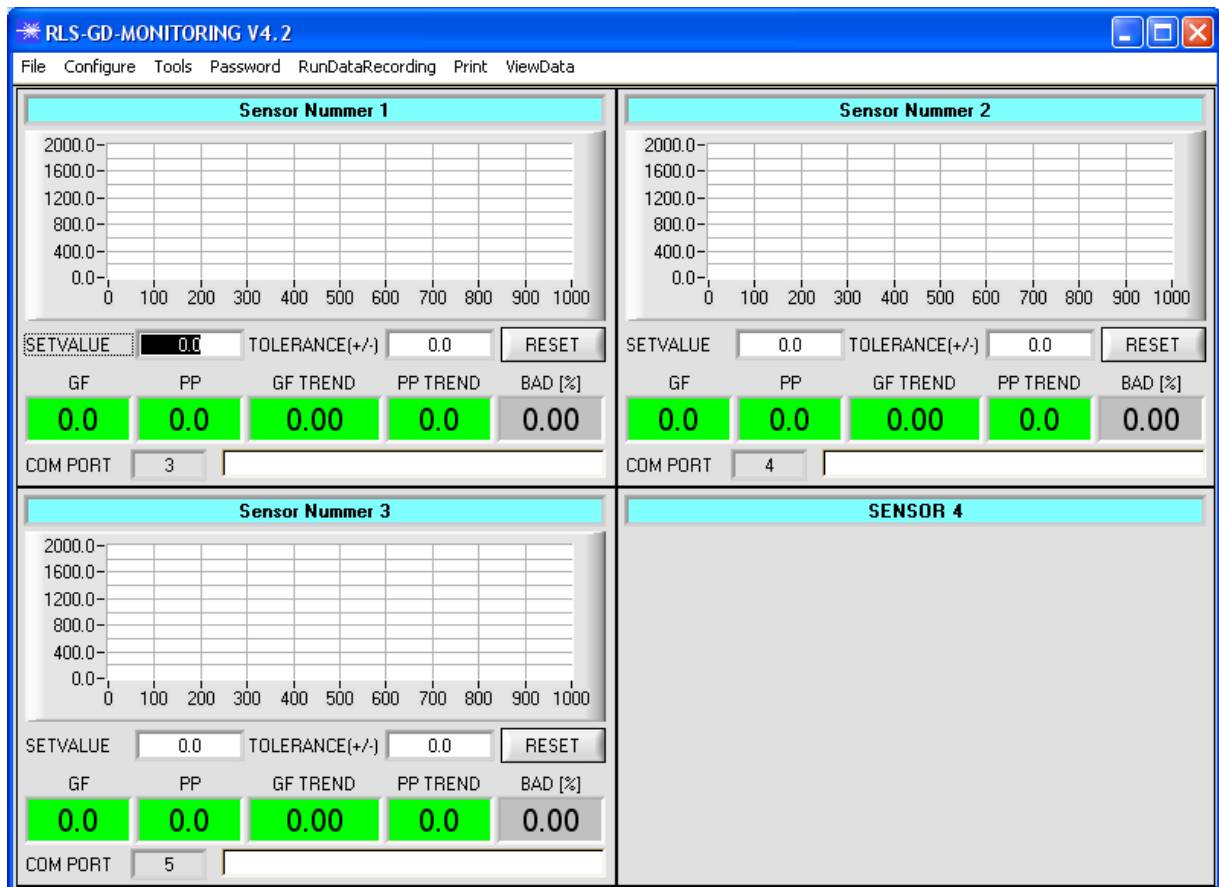 RLS-GD-MONITORING V4.2
File Configure Tools Password RunDataRecording Print ViewData
Sensor Nummer 1
2000.0
1600.0
1200.0
800.0
400.0
0.0
0 100 200 300 400 500 600 700 800 900 1000
SETVALUE 0.0 TOLERANCE(+/-) 0.0 RESET
GF PP GF TREND PP TREND BAD [%]
0.0 0.0 0.00 0.0 0.00
COM PORT 3
Sensor Nummer 2
2000.0
1600.0
1200.0
800.0
400.0
0.0
0 100 200 300 400 500 600 700 800 900 1000
SETVALUE 0.0 TOLERANCE(+/-) 0.0 RESET
GF PP GF TREND PP TREND BAD [%]
0.0 0.0 0.00 0.0 0.00
COM PORT 4
Sensor Nummer 3
2000.0
1600.0
1200.0
800.0
400.0
0.0
0 100 200 300 400 500 600 700 800 900 1000
SETVALUE 0.0 TOLERANCE(+/-) 0.0 RESET
GF PP GF TREND PP TREND BAD [%]
0.0 0.0 0.00 0.0 0.00
COM PORT 5
SENSOR 4